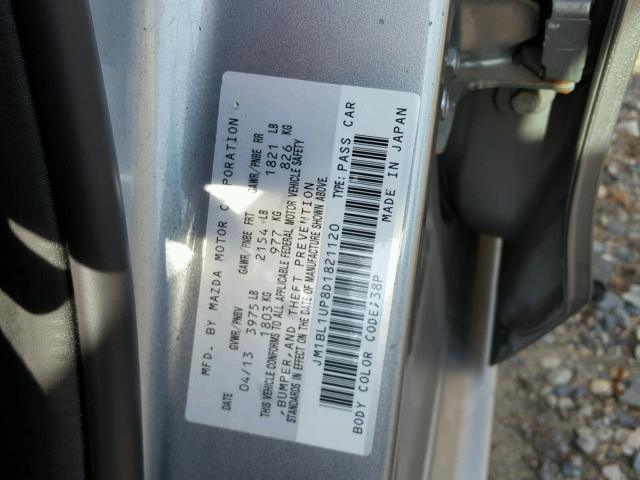 MFD. BY MAZDA MOTOR CORPORATION
DATE GVWR/PNBV GAWR/PNBE FRT GAWR/PNBE RR
04/13 3975 LB 2154 LB 1821 LB
1803 KG 977 KG 826 KG
THIS VEHICLE CONFORMS TO ALL APPLICABLE FEDERAL MOTOR VEHICLE SAFETY
,BUMPER,AND THEFT PREVENTION
STANDARDS IN EFFECT ON THE DATE OF MANUFACTURE SHOWN ABOVE.
JM1BL1UP8D1821120 TYPE: PASS CAR
BODY COLOR CODE;38P MADE IN JAPAN